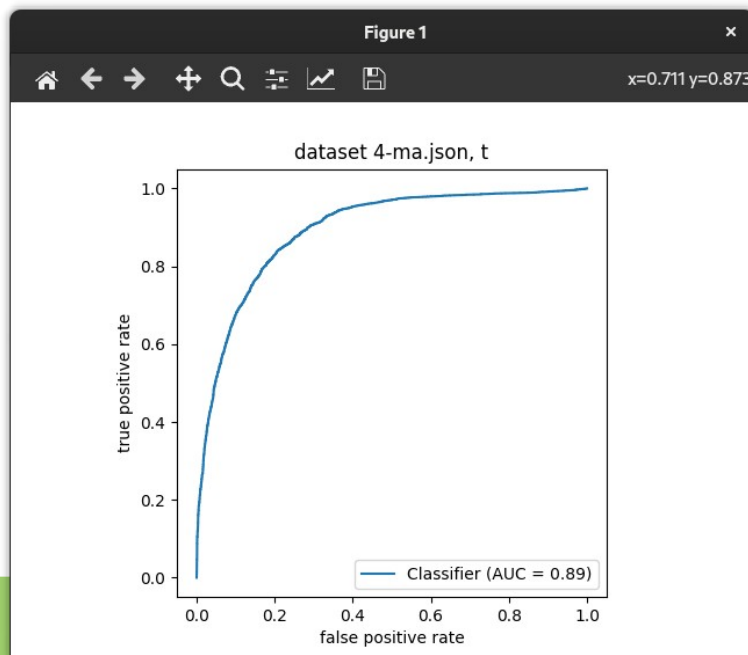 Figure 1
×
x=0.711 y=0.873
dataset 4-ma.json, t
1.0
0.8
0.6
0.4
0.2
0.0
true positive rate
Classifier (AUC = 0.89)
0.0 0.2 0.4 0.6 0.8 1.0
false positive rate